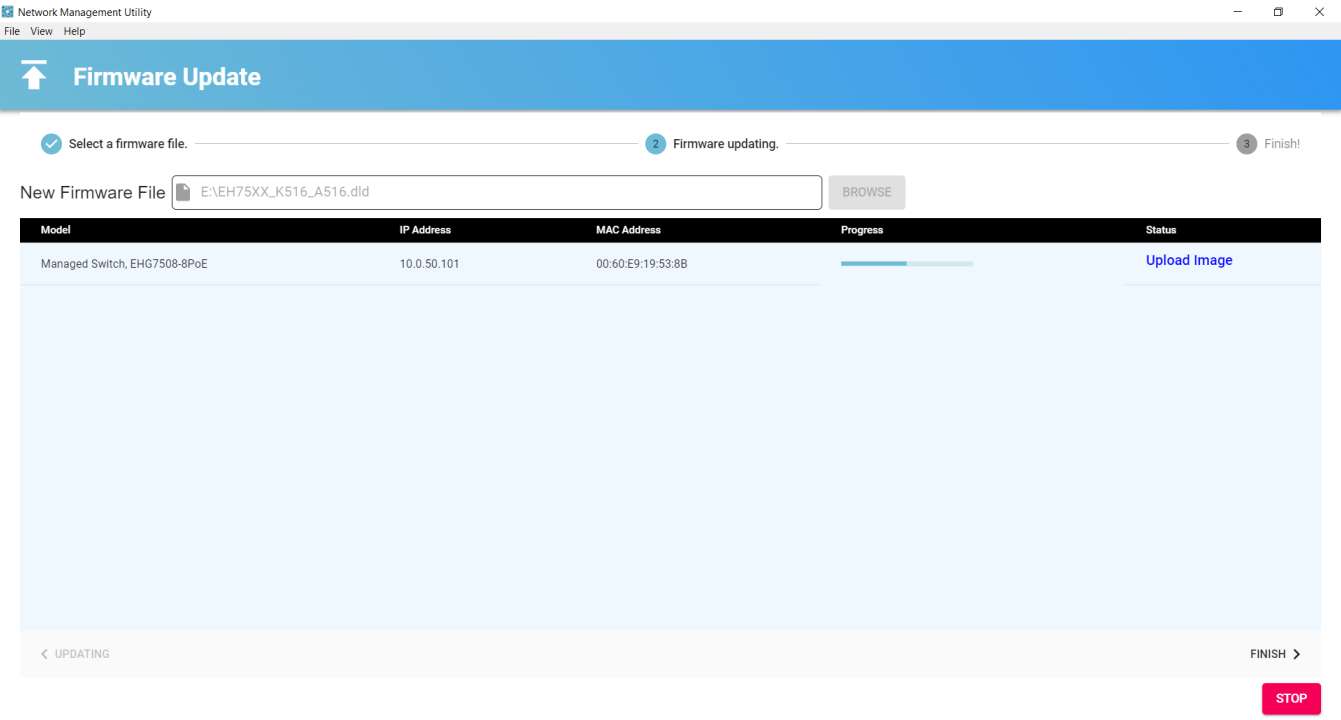 Network Management Utility
File View Help
Firmware Update
Select a firmware file. 2 Firmware updating. 3 Finish!
New Firmware File E:\EH75XX_K516_A516.dld BROWSE
Model IP Address MAC Address Progress Status
Managed Switch, EHG7508-8PoE 10.0.50.101 00:60:E9:19:53:8B Upload Image
UPDATING FINISH
STOP